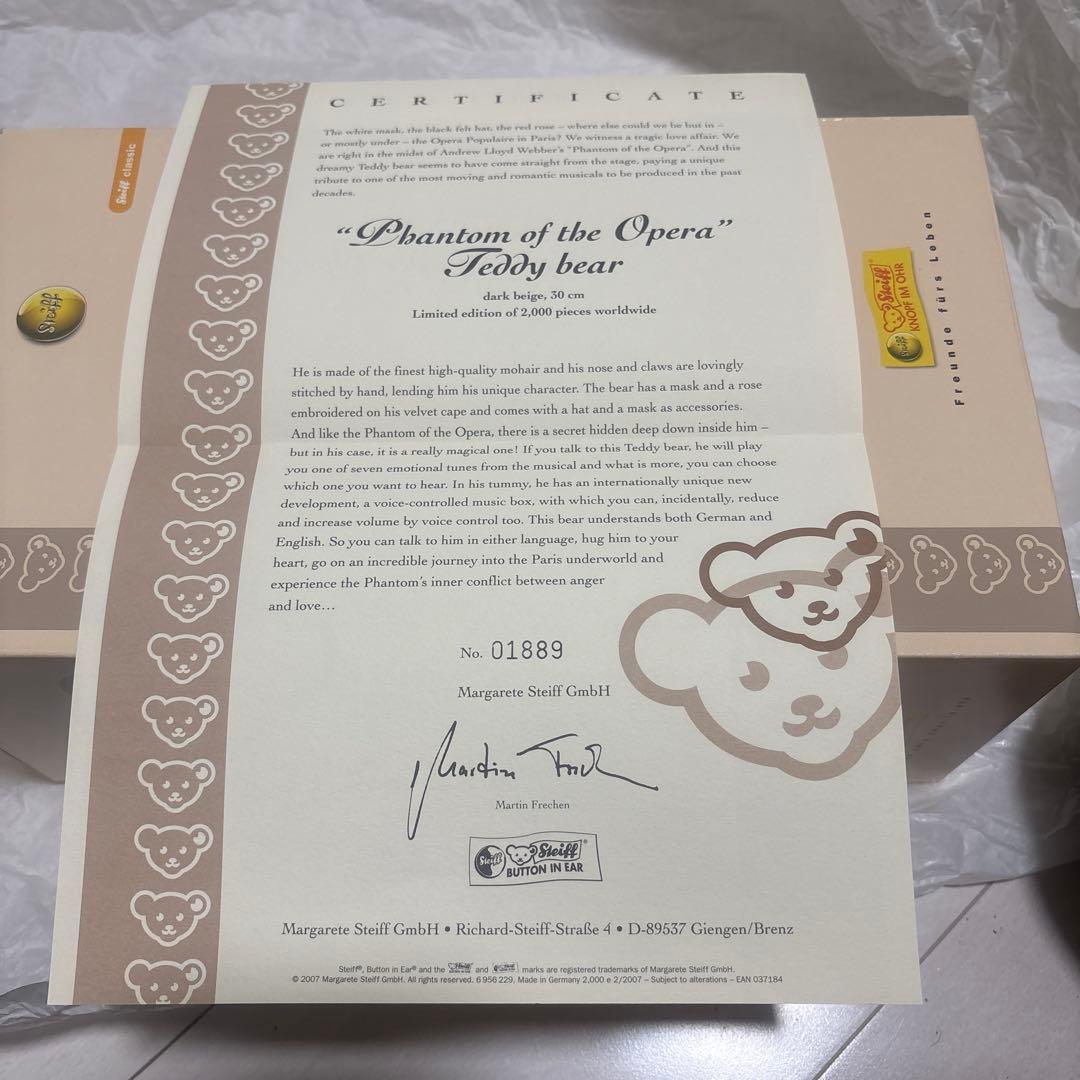 CERTIFICATE
The white mask, the black felt hat, the red rose – where else could we be but in –
or mostly under – the Opera Populaire in Paris? We witness a tragic love affair. We
are right in the midst of Andrew Lloyd Webber's "Phantom of the Opera". And this
dreamy Teddy bear seems to have come straight from the stage, paying a unique
tribute to one of the most moving and romantic musicals to be produced in the past
decades.
"Phantom of the Opera"
Teddy bear
dark beige, 30 cm
Limited edition of 2,000 pieces worldwide
He is made of the finest high-quality mohair and his nose and claws are lovingly
stitched by hand, lending him his unique character. The bear has a mask and a rose
embroidered on his velvet cape and comes with a hat and a mask as accessories.
And like the Phantom of the Opera, there is a secret hidden deep down inside him –
but in his case, it is a really magical one! If you talk to this Teddy bear, he will play
you one of seven emotional tunes from the musical and what is more, you can choose
which one you want to hear. In his tummy, he has an internationally unique new
development, a voice-controlled music box, with which you can, incidentally, reduce
and increase volume by voice control too. This bear understands both German and
English. So you can talk to him in either language, hug him to your
heart, go on an incredible journey into the Paris underworld and
experience the Phantom's inner conflict between anger
and love...
No. 01889
Margarete Steiff GmbH
Martin Frechen
Steiff
Steiff®
BUTTON IN EAR
Margarete Steiff GmbH • Richard-Steiff-Straße 4 • D-89537 Giengen/Brenz
Steiff®, Button in Ear® and the Steiff and marks are registered trademarks of Margarete Steiff GmbH.
© 2007 Margarete Steiff GmbH. All rights reserved. 6 956 229, Made in Germany 2,000 e 2/2007 – Subject to alterations – EAN 037184
Steiff classic
Steiff
Steiff®
Steiff
KNOPF IM OHR
Freunde fürs Leben